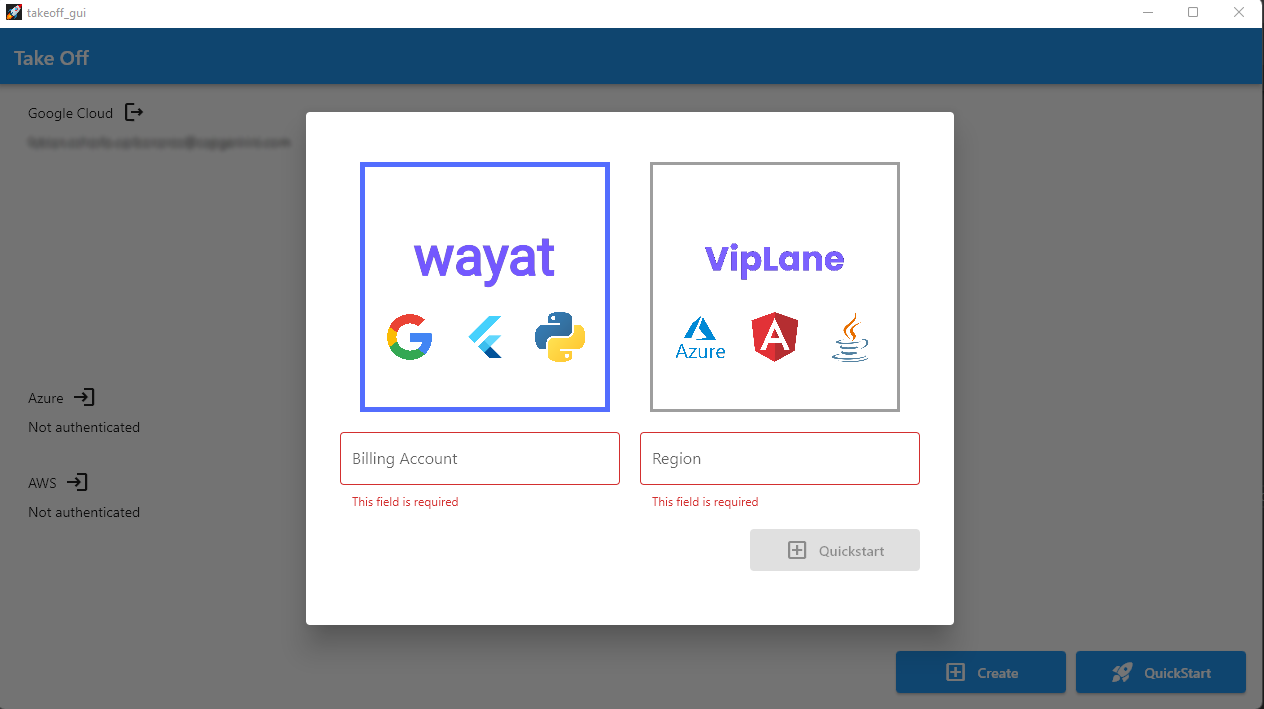 takeoff_gui
Take Off
Google Cloud
wayat
VipLane
Azure
Billing Account
Region
This field is required
This field is required
Quickstart
Azure
Not authenticated
AWS
Not authenticated
Create
QuickStart